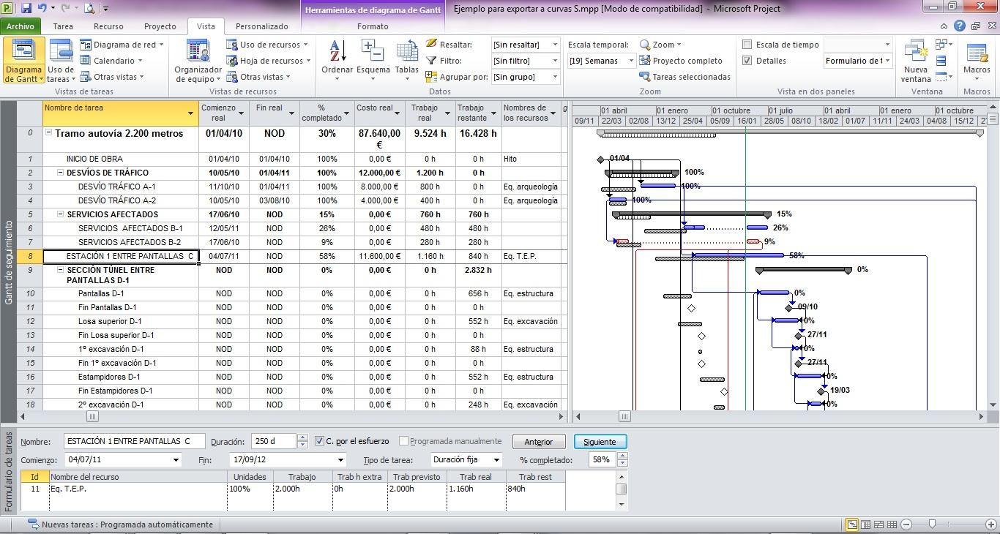 Herramientas de diagrama de Gantt
Ejemplo para exportar a curvas S.mpp [Modo de compatibilidad] - Microsoft Project
Archivo Tarea Recurso Proyecto Vista Personalizado Formato
Diagrama de Gantt
Uso de tareas
Diagrama de red
Calendario
Otras vistas
Vistas de tareas
Organizador de equipo
Uso de recursos
Hoja de recursos
Otras vistas
Vistas de recursos
Ordenar
Esquema
Tablas
Resaltar: [Sin resaltar]
Filtro: [Sin filtro]
Agrupar por: [Sin grupo]
Datos
Escala temporal:
[19] Semanas
Zoom
Proyecto completo
Tareas seleccionadas
Zoom
Escala de tiempo
Detalles Formulario de t
Vista en dos paneles
Nueva ventana
Ventana
Macros
Macros
Gantt de seguimiento
Nombre de tarea Comienzo real Fin real % completado Costo real Trabajo real Trabajo restante Nombres de los recursos g
0 Tramo autovía 2.200 metros 01/04/10 NOD 30% 87.640,00 € 9.524 h 16.428 h
1 INICIO DE OBRA 01/04/10 01/04/10 100% 0,00 € 0 h 0 h Hito
2 DESVÍOS DE TRÁFICO 10/05/10 01/04/11 100% 12.000,00 € 1.200 h 0 h
3 DESVÍO TRÁFICO A-1 11/10/10 01/04/11 100% 8.000,00 € 800 h 0 h Eq. arqueología
4 DESVÍO TRÁFICO A-2 10/05/10 03/08/10 100% 4.000,00 € 400 h 0 h Eq. arqueología
5 SERVICIOS AFECTADOS 17/06/10 NOD 15% 0,00 € 760 h 760 h
6 SERVICIOS AFECTADOS B-1 12/05/11 NOD 26% 0,00 € 480 h 480 h
7 SERVICIOS AFECTADOS B-2 17/06/10 NOD 9% 0,00 € 280 h 280 h
8 ESTACIÓN 1 ENTRE PANTALLAS C 04/07/11 NOD 58% 11.600,00 € 1.160 h 840 h Eq. T.E.P.
9 SECCIÓN TÚNEL ENTRE PANTALLAS D-1 NOD NOD 0% 0,00 € 0 h 2.832 h
10 Pantallas D-1 NOD NOD 0% 0,00 € 0 h 656 h Eq. estructura
11 Fin Pantallas D-1 NOD NOD 0% 0,00 € 0 h 0 h
12 Losa superior D-1 NOD NOD 0% 0,00 € 0 h 552 h Eq. excavación
13 Fin Losa superior D-1 NOD NOD 0% 0,00 € 0 h 0 h
14 1º excavación D-1 NOD NOD 0% 0,00 € 0 h 88 h Eq. estructura
15 Fin 1º excavación D-1 NOD NOD 0% 0,00 € 0 h 0 h
16 Estampidores D-1 NOD NOD 0% 0,00 € 0 h 552 h Eq. estructura
17 Fin Estampidores D-1 NOD NOD 0% 0,00 € 0 h 0 h
18 2º excavación D-1 NOD NOD 0% 0,00 € 0 h 248 h Eq. excavación
01 abril 01 enero 01 octubre 01 julio 01 abril 01 enero 01 octubre
09/11 22/03 02/08 13/12 25/04 05/09 16/01 28/05 08/10 18/02 01/07 11/11 24/03 04/08 15/12 27
01/04
100%
100%
100%
15%
26%
9%
58%
0%
0%
09/10
0%
27/11
0%
27/11
0%
19/03
0%
Formulario de tareas
Nombre: ESTACIÓN 1 ENTRE PANTALLAS C Duración: 250 d C. por el esfuerzo Programada manualmente Anterior Siguiente
Comienzo: 04/07/11 Fin: 17/09/12 Tipo de tarea: Duración fija % completado: 58%
Id Nombre del recurso Unidades Trabajo Trab h extra Trab previsto Trab real Trab rest
11 Eq. T.E.P. 100% 2.000h 0h 2.000h 1.160h 840h
Nuevas tareas : Programada automáticamente